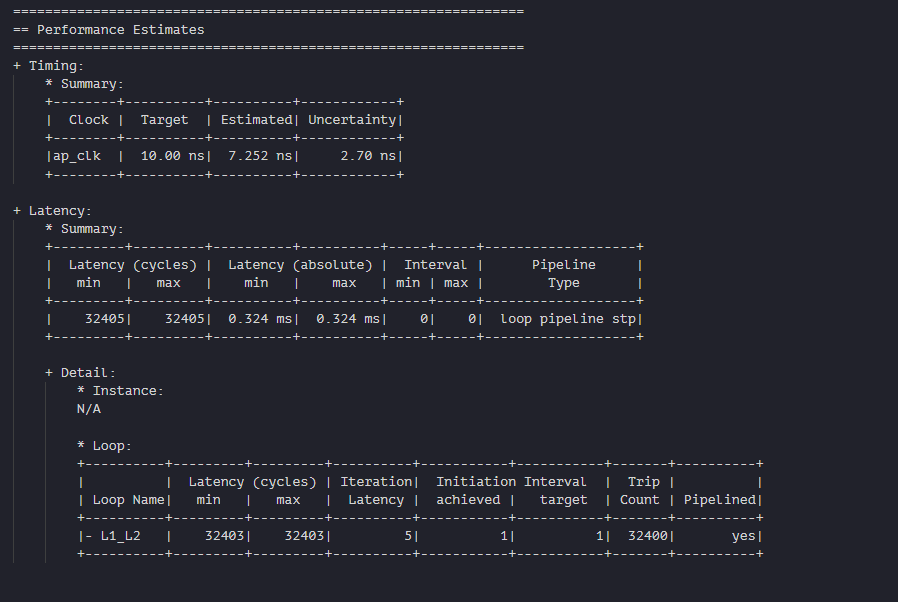 ================================================================
== Performance Estimates
================================================================
+ Timing:
    * Summary:
    +--------+----------+----------+------------+
    |  Clock |  Target  | Estimated| Uncertainty|
    +--------+----------+----------+------------+
    |ap_clk  |  10.00 ns|  7.252 ns|     2.70 ns|
    +--------+----------+----------+------------+

+ Latency:
    * Summary:
    +---------+---------+----------+----------+-----+-----+-------------------+
    |  Latency (cycles) |  Latency (absolute) |  Interval |      Pipeline     |
    |   min   |   max   |    min   |    max   | min | max |        Type       |
    +---------+---------+----------+----------+-----+-----+-------------------+
    |    32405|    32405|  0.324 ms|  0.324 ms|    0|    0|  loop pipeline stp|
    +---------+---------+----------+----------+-----+-----+-------------------+

    + Detail:
        * Instance:
        N/A

        * Loop:
        +----------+---------+---------+----------+-----------+-----------+-------+----------+
        |          |  Latency (cycles) | Iteration|  Initiation Interval  |  Trip |          |
        | Loop Name|   min   |   max   |  Latency |  achieved |   target  | Count | Pipelined|
        +----------+---------+---------+----------+-----------+-----------+-------+----------+
        |- L1_L2   |    32403|    32403|         5|          1|          1|  32400|       yes|
        +----------+---------+---------+----------+-----------+-----------+-------+----------+